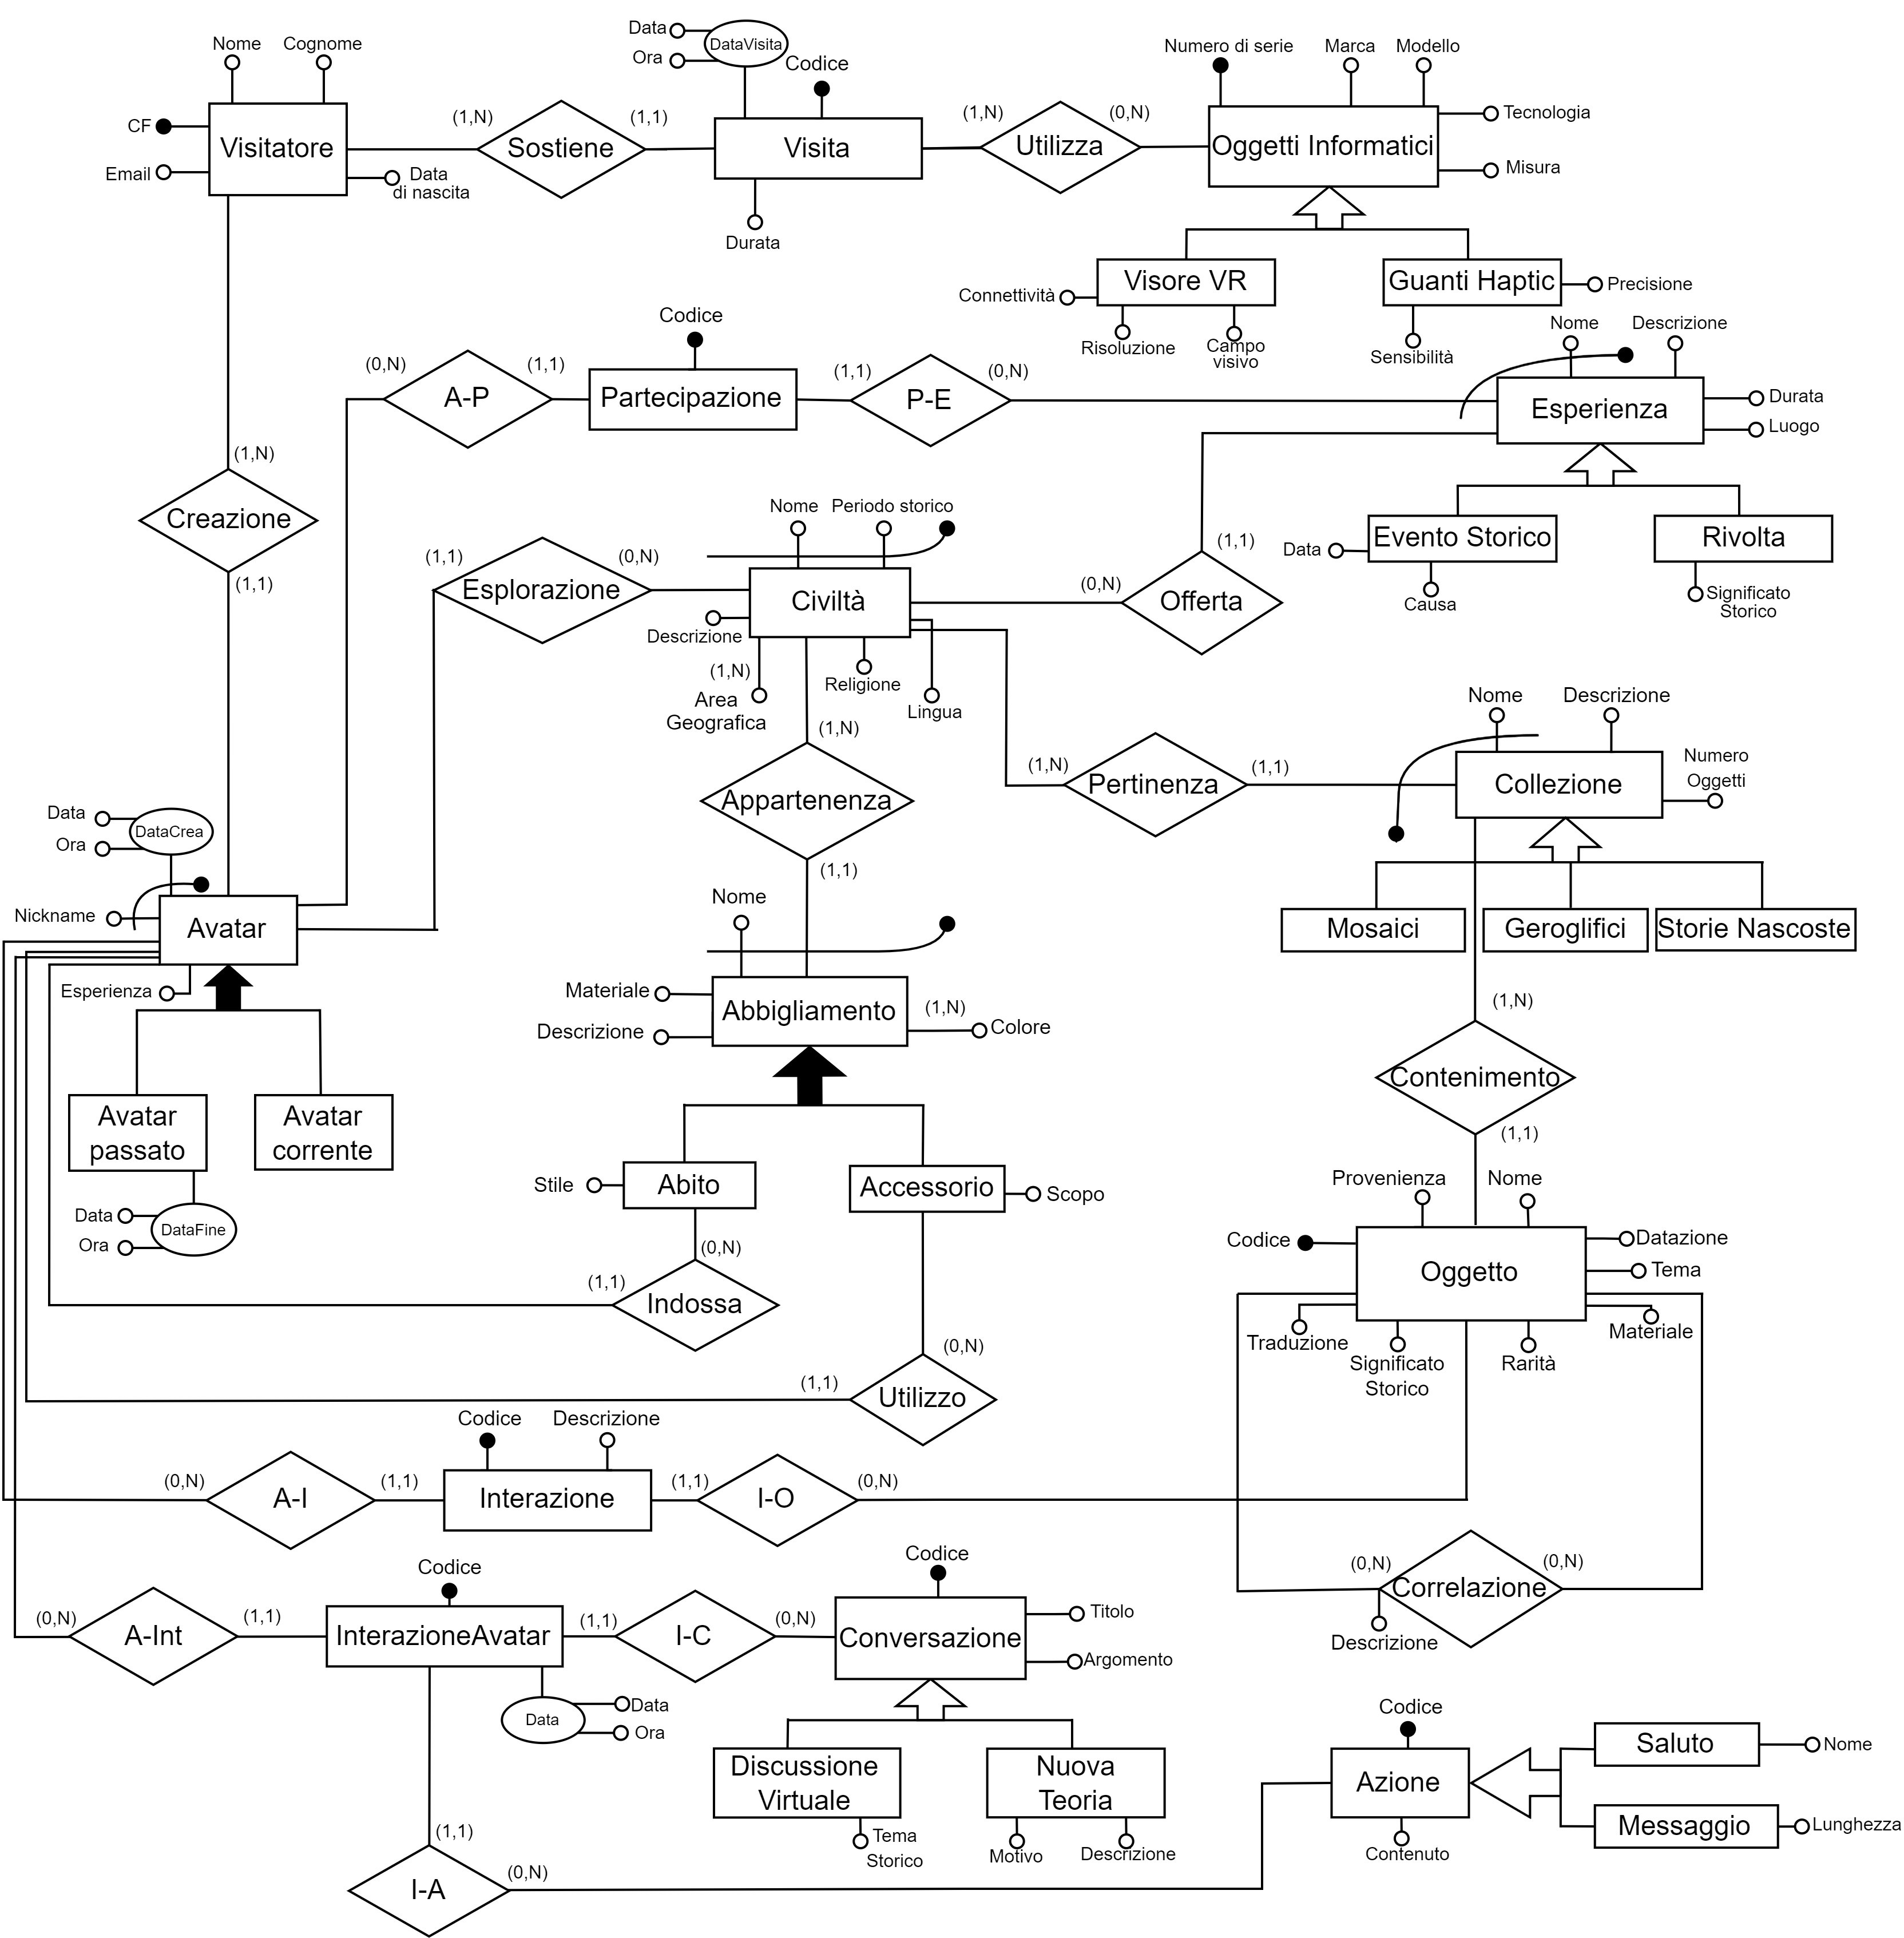 Nome
Cognome
CF
Email
Visitatore
Data
di nascita
(1,N)
Sostiene
(1,1)
Data
Ora
DataVisita
Codice
Visita
Durata
(1,N)
Utilizza
(0,N)
Numero di serie
Marca
Modello
Oggetti Informatici
Tecnologia
Misura
Visore VR
Connettività
Risoluzione
Campo
visivo
Guanti Haptic
Precisione
Sensibilità
(0,N)
A-P
(1,1)
Codice
Partecipazione
(1,1)
P-E
(0,N)
Nome
Descrizione
Esperienza
Durata
Luogo
Evento Storico
Data
Causa
Rivolta
Significato
Storico
(1,N)
Creazione
(1,1)
(1,1)
Esplorazione
(0,N)
Nome
Periodo storico
Civiltà
Descrizione
(1,N)
Area
Geografica
Religione
Lingua
(0,N)
Offerta
(1,1)
(1,N)
Appartenenza
(1,1)
(1,N)
Pertinenza
(1,1)
Nome
Descrizione
Collezione
Numero
Oggetti
Mosaici
Geroglifici
Storie Nascoste
Data
Ora
DataCrea
Nickname
Avatar
Esperienza
Avatar
passato
Avatar
corrente
Data
Ora
DataFine
Nome
Materiale
Descrizione
Abbigliamento
(1,N)
Colore
Stile
Abito
Accessorio
Scopo
(0,N)
(1,1)
Indossa
(0,N)
(1,1)
Utilizzo
(1,N)
Contenimento
(1,1)
Provenienza
Nome
Codice
Oggetto
Datazione
Tema
Traduzione
Significato
Storico
Rarità
Materiale
(0,N)
A-I
(1,1)
Codice
Descrizione
Interazione
(1,1)
I-O
(0,N)
(0,N)
Correlazione
(0,N)
Descrizione
(0,N)
A-Int
(1,1)
Codice
InterazioneAvatar
Data
Data
Ora
(1,1)
I-C
(0,N)
Codice
Conversazione
Titolo
Argomento
Discussione
Virtuale
Tema
Storico
Nuova
Teoria
Motivo
Descrizione
(1,1)
I-A
(0,N)
Codice
Azione
Contenuto
Saluto
Nome
Messaggio
Lunghezza